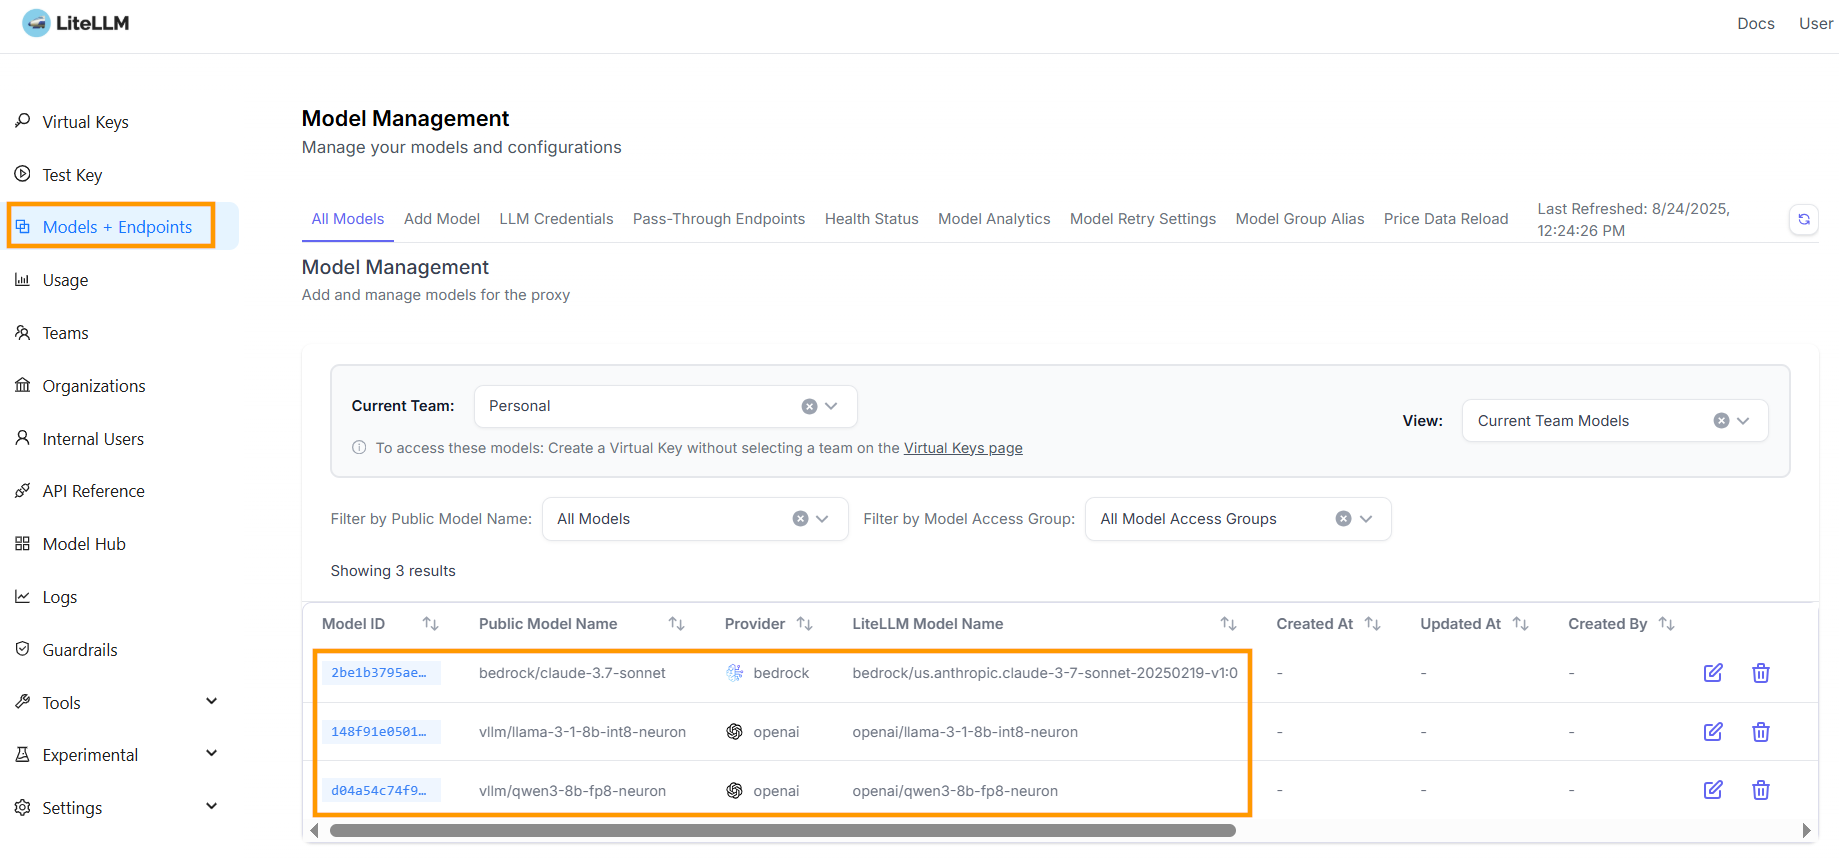 LiteLLM
Docs
User
Virtual Keys
Test Key
Models + Endpoints
Usage
Teams
Organizations
Internal Users
API Reference
Model Hub
Logs
Guardrails
Tools
Experimental
Settings
Model Management
Manage your models and configurations
All Models
Add Model
LLM Credentials
Pass-Through Endpoints
Health Status
Model Analytics
Model Retry Settings
Model Group Alias
Price Data Reload
Last Refreshed: 8/24/2025,
12:24:26 PM
Model Management
Add and manage models for the proxy
Current Team: Personal
View: Current Team Models
To access these models: Create a Virtual Key without selecting a team on the Virtual Keys page
Filter by Public Model Name: All Models
Filter by Model Access Group: All Model Access Groups
Showing 3 results
Model ID Public Model Name Provider LiteLLM Model Name Created At Updated At Created By
2be1b3795ae... bedrock/claude-3.7-sonnet bedrock bedrock/us.anthropic.claude-3-7-sonnet-20250219-v1:0 - - -
148f91e0501... vllm/llama-3-1-8b-int8-neuron openai openai/llama-3-1-8b-int8-neuron - - -
d04a54c74f9... vllm/qwen3-8b-fp8-neuron openai openai/qwen3-8b-fp8-neuron - - -